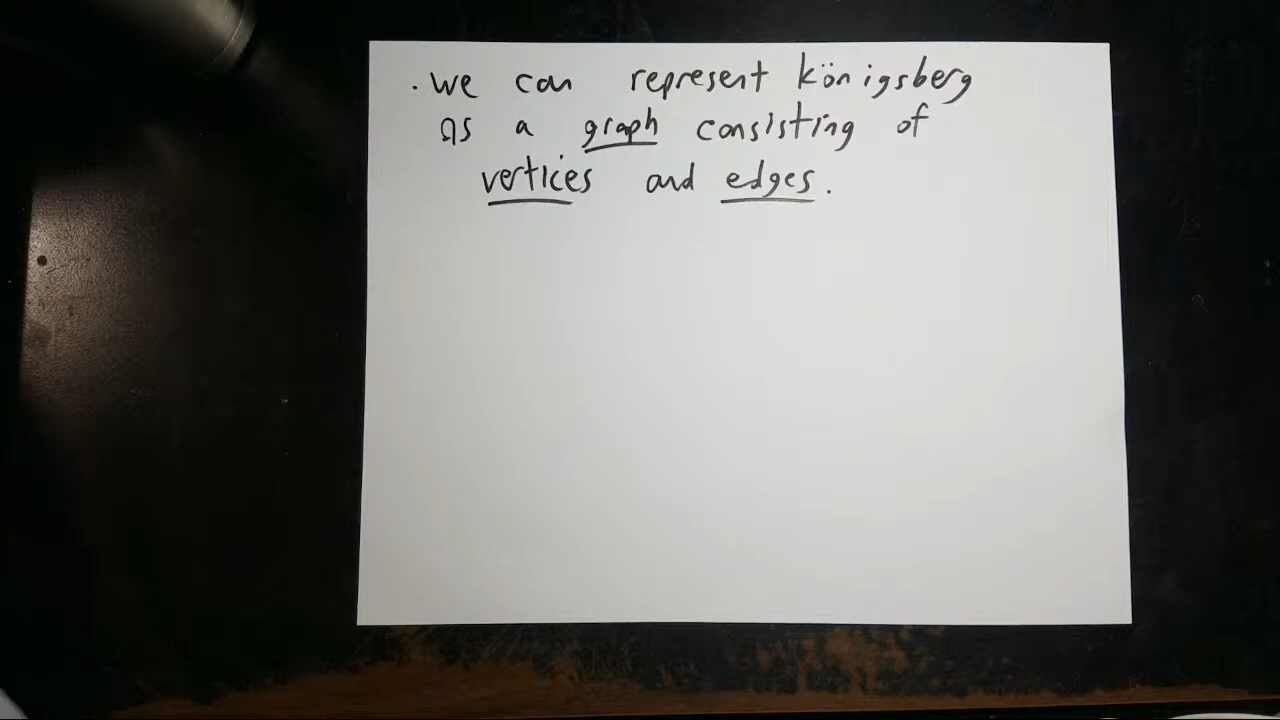 · we can represent königsberg
as a graph consisting of
vertices and edges.